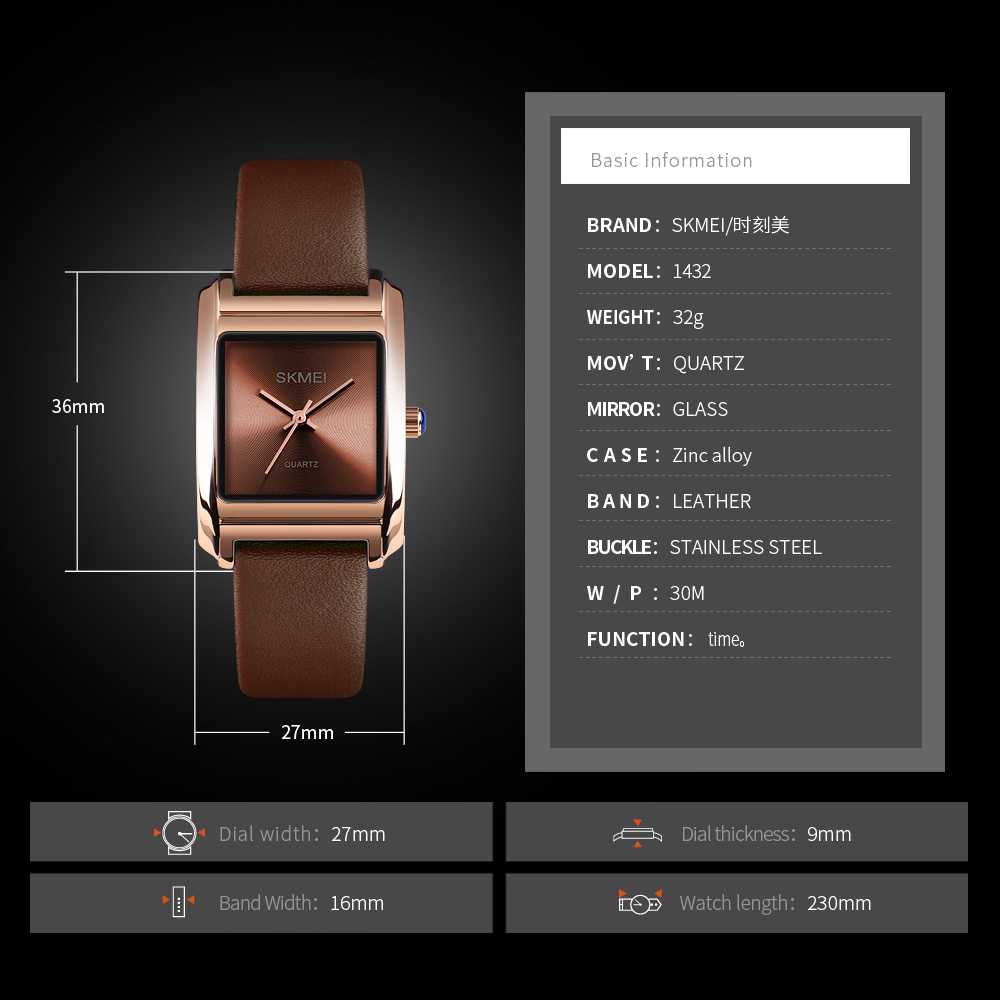 Basic Information
BRAND： SKMEI/时刻美
MODEL： 1432
WEIGHT： 32g
MOV’T： QUARTZ
MIRROR： GLASS
CASE： Zinc alloy
BAND： LEATHER
BUCKLE： STAINLESS STEEL
W/P： 30M
FUNCTION： time。
SKMEI
QUARTZ
36mm
27mm
Dial width： 27mm
Dial thickness： 9mm
Band Width： 16mm
Watch length： 230mm